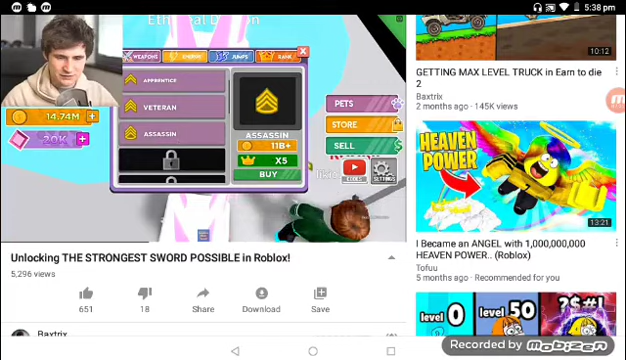 5:38 pm
Ethereal Dimension
WEAPONS
JUMPS
RANK
APPRENTICE
VETERAN
ASSASSIN
ASSASSIN
11B+
X5
BUY
14.74M
20K
PETS
STORE
SELL
CODES
SETTINGS
Unlocking THE STRONGEST SWORD POSSIBLE in Roblox!
5,296 views
651
18
Share
Download
Save
Baxtrix
10:12
GETTING MAX LEVEL TRUCK in Earn to die
2
Baxtrix
2 months ago · 145K views
HEAVEN
POWER
13:21
I Became an ANGEL with 1,000,000,000
HEAVEN POWER.. (Roblox)
Tofuu
5 months ago · Recommended for you
level 0
level 50
?$#!
Recorded by
Mobizen